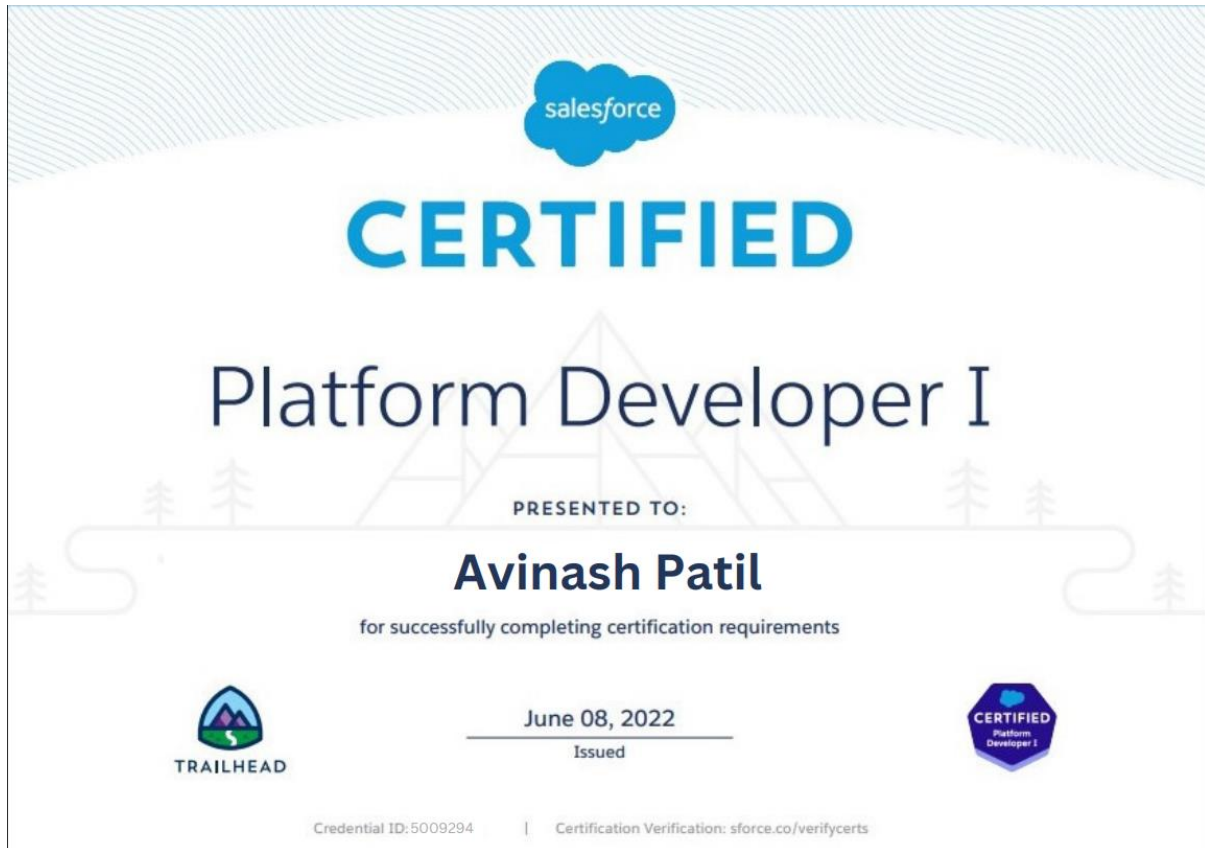 salesforce
CERTIFIED
Platform Developer I
PRESENTED TO:
Avinash Patil
for successfully completing certification requirements
June 08, 2022
Issued
TRAILHEAD
CERTIFIED
Platform
Developer I
Credential ID:5009294 | Certification Verification: sforce.co/verifycerts